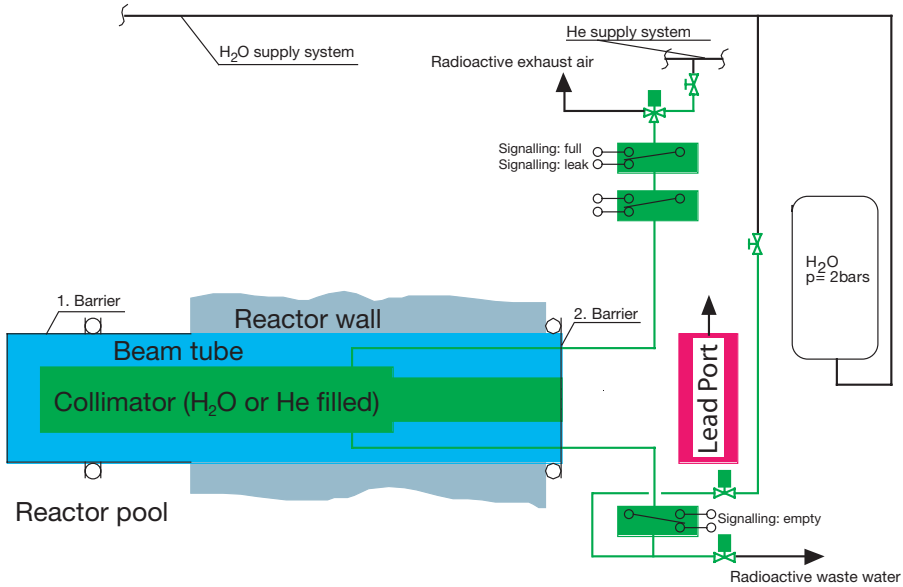 H₂O supply system
He supply system
Radioactive exhaust air
Signalling: full
Signalling: leak
H₂O
p= 2bars
1. Barrier
2. Barrier
Reactor wall
Beam tube
Collimator (H₂O or He filled)
Lead Port
Reactor pool
Signalling: empty
Radioactive waste water